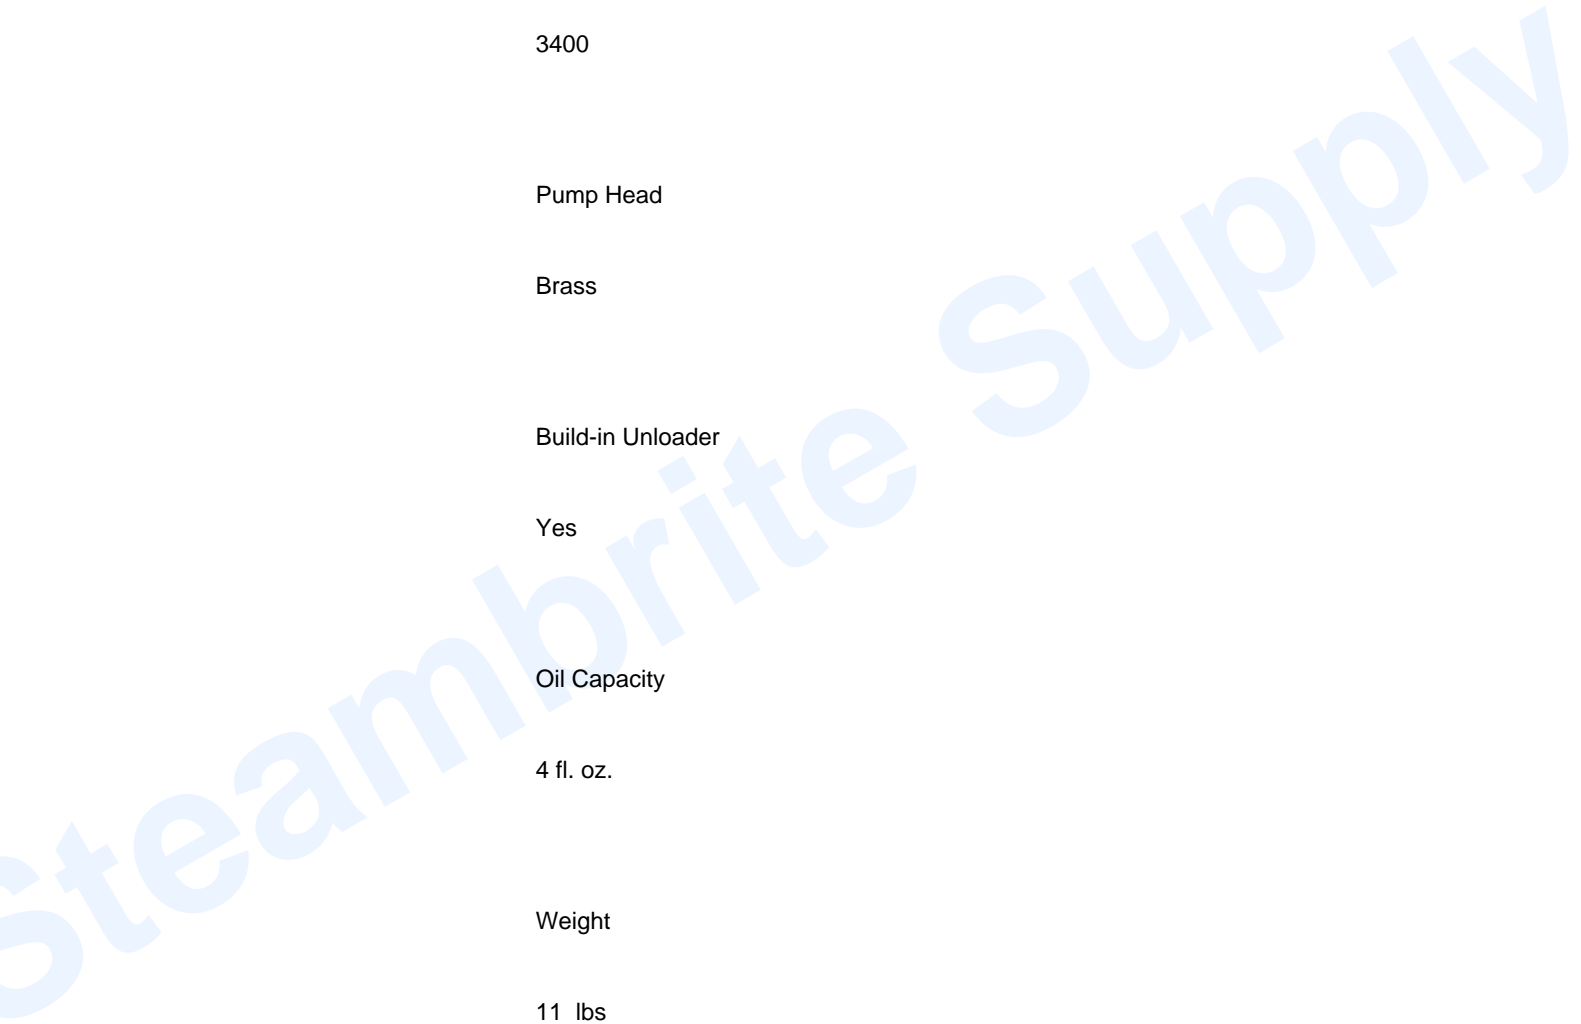 3400
Pump Head
Brass
Build-in Unloader
Yes
Oil Capacity
4 fl. oz.
Weight
11 lbs
Steambrite Supply